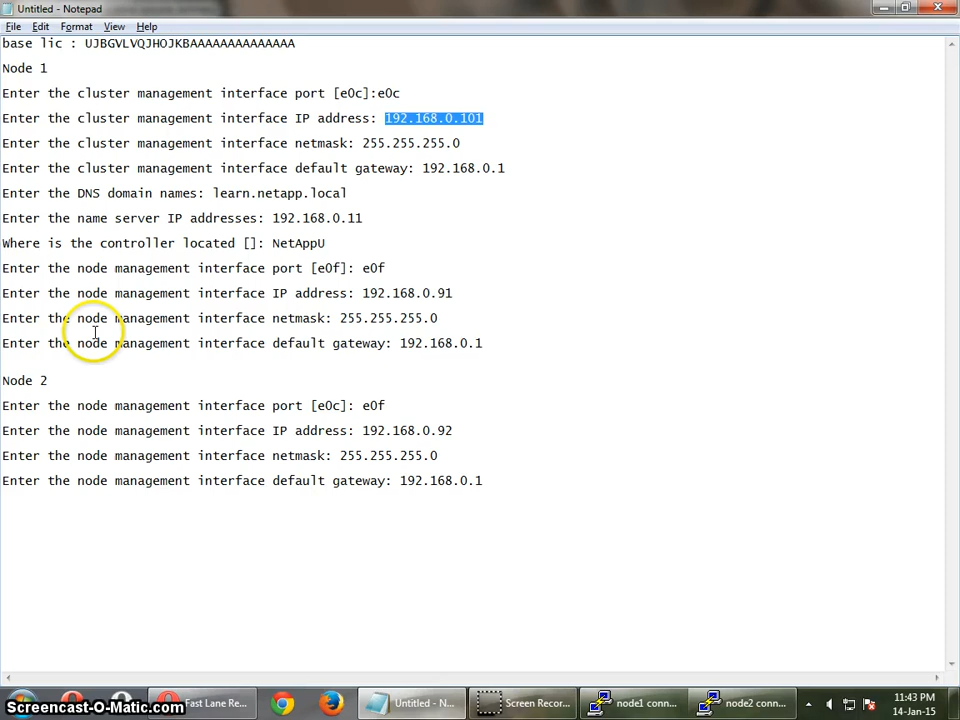 Untitled - Notepad
File Edit Format View Help
base lic : UJBGVLVQJHOJKBAAAAAAAAAAAAAA
Node 1
Enter the cluster management interface port [e0c]:e0c
Enter the cluster management interface IP address: 192.168.0.101
Enter the cluster management interface netmask: 255.255.255.0
Enter the cluster management interface default gateway: 192.168.0.1
Enter the DNS domain names: learn.netapp.local
Enter the name server IP addresses: 192.168.0.11
Where is the controller located []: NetAppU
Enter the node management interface port [e0f]: e0f
Enter the node management interface IP address: 192.168.0.91
Enter the node management interface netmask: 255.255.255.0
Enter the node management interface default gateway: 192.168.0.1
Node 2
Enter the node management interface port [e0c]: e0f
Enter the node management interface IP address: 192.168.0.92
Enter the node management interface netmask: 255.255.255.0
Enter the node management interface default gateway: 192.168.0.1
Fast Lane Re... Untitled - N... Screen Recor... node1 conn... node2 conn... 11:43 PM
14-Jan-15
Screencast-O-Matic.com